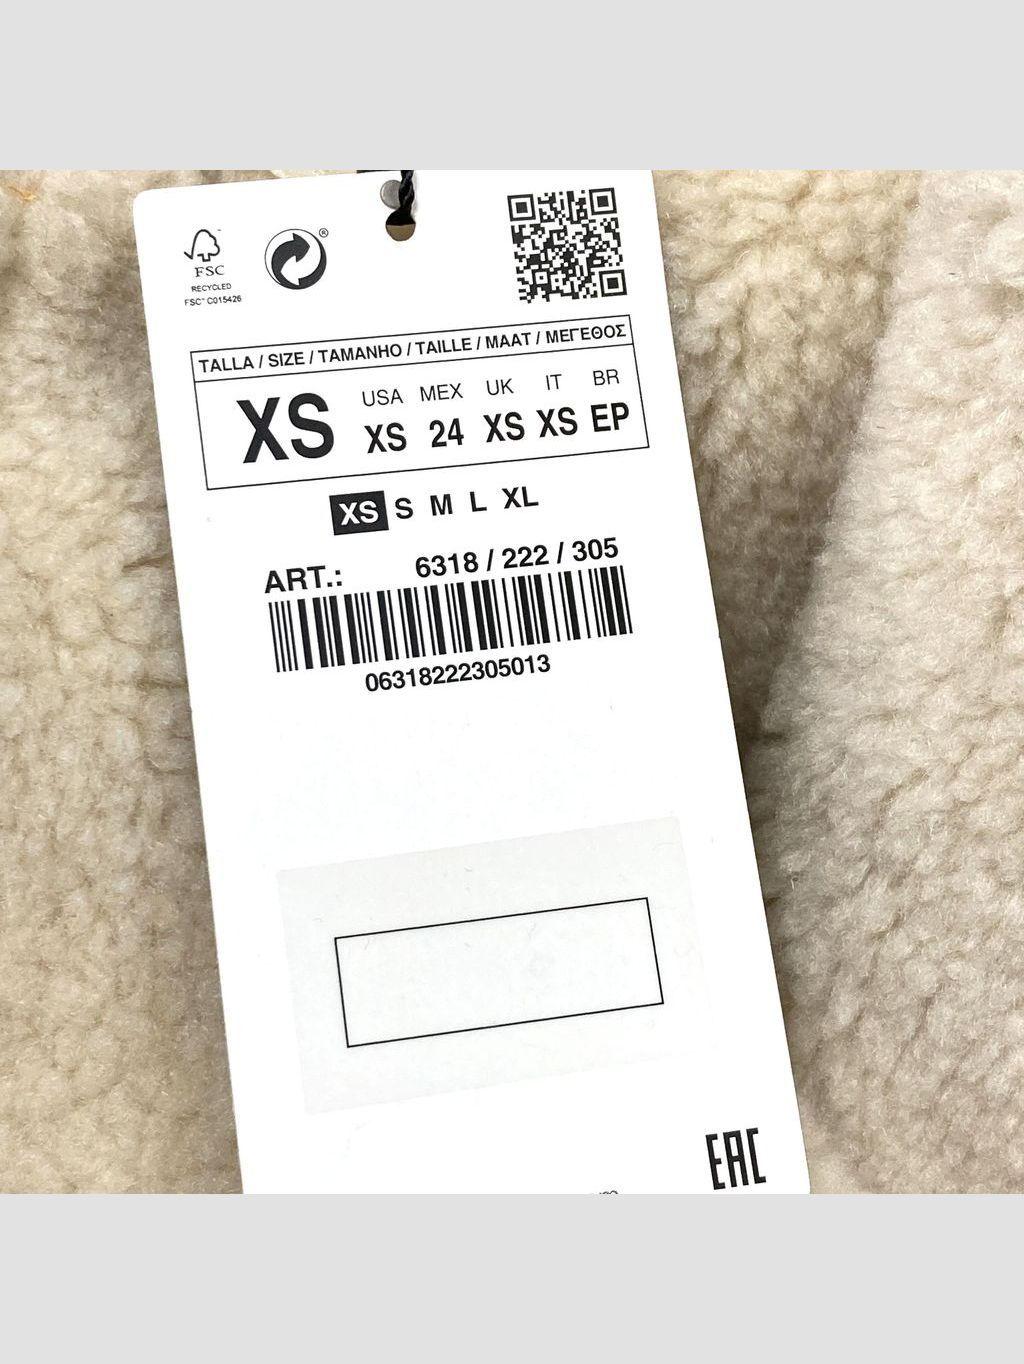 FSC
RECYCLED
FSC™ C015426
®
TALLA / SIZE / TAMANHO / TAILLE / MAAT / ΜΕΓΕΘΟΣ
XS
USA MEX UK IT BR
XS 24 XS XS EP
XS S M L XL
ART.: 6318 / 222 / 305
06318222305013
EAC